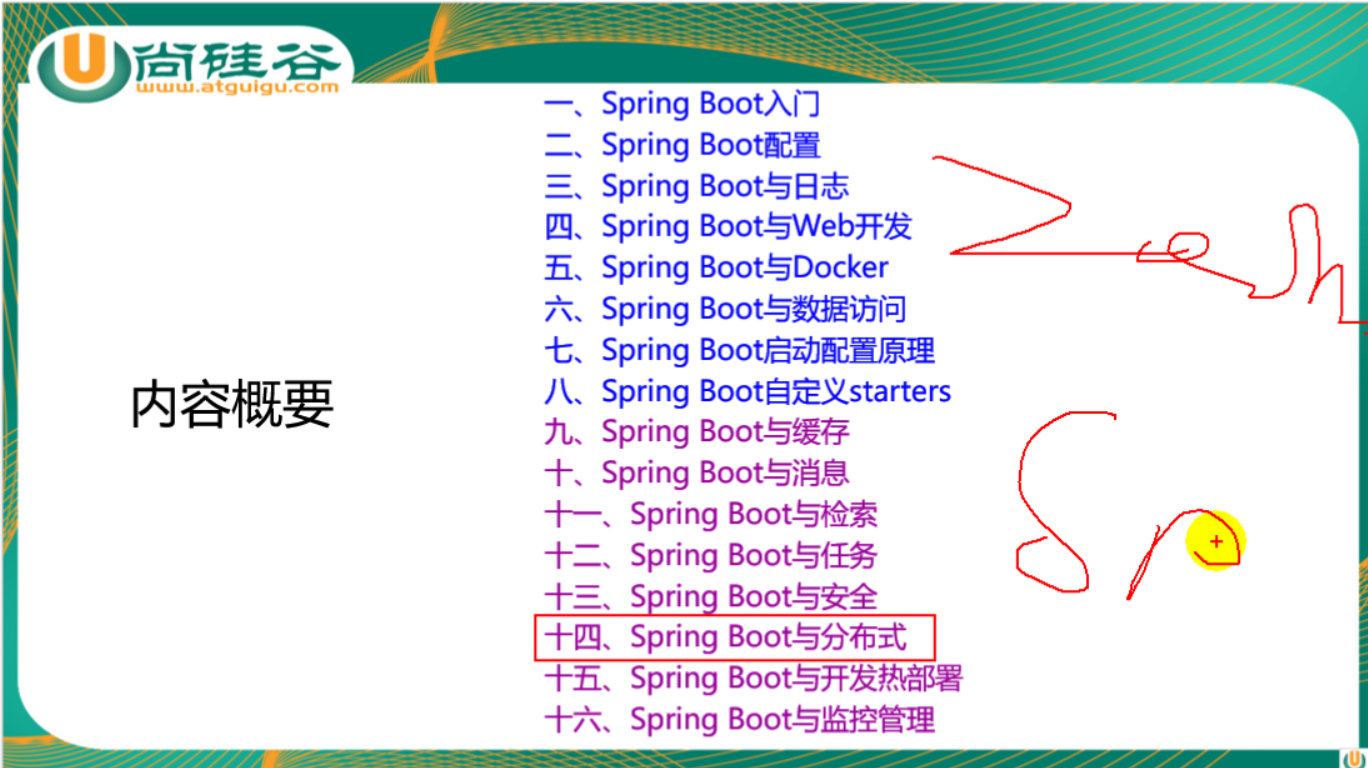 尚硅谷
www.atguigu.com
内容概要
一、Spring Boot入门
二、Spring Boot配置
三、Spring Boot与日志
四、Spring Boot与Web开发
五、Spring Boot与Docker
六、Spring Boot与数据访问
七、Spring Boot启动配置原理
八、Spring Boot自定义starters
九、Spring Boot与缓存
十、Spring Boot与消息
十一、Spring Boot与检索
十二、Spring Boot与任务
十三、Spring Boot与安全
十四、Spring Boot与分布式
十五、Spring Boot与开发热部署
十六、Spring Boot与监控管理